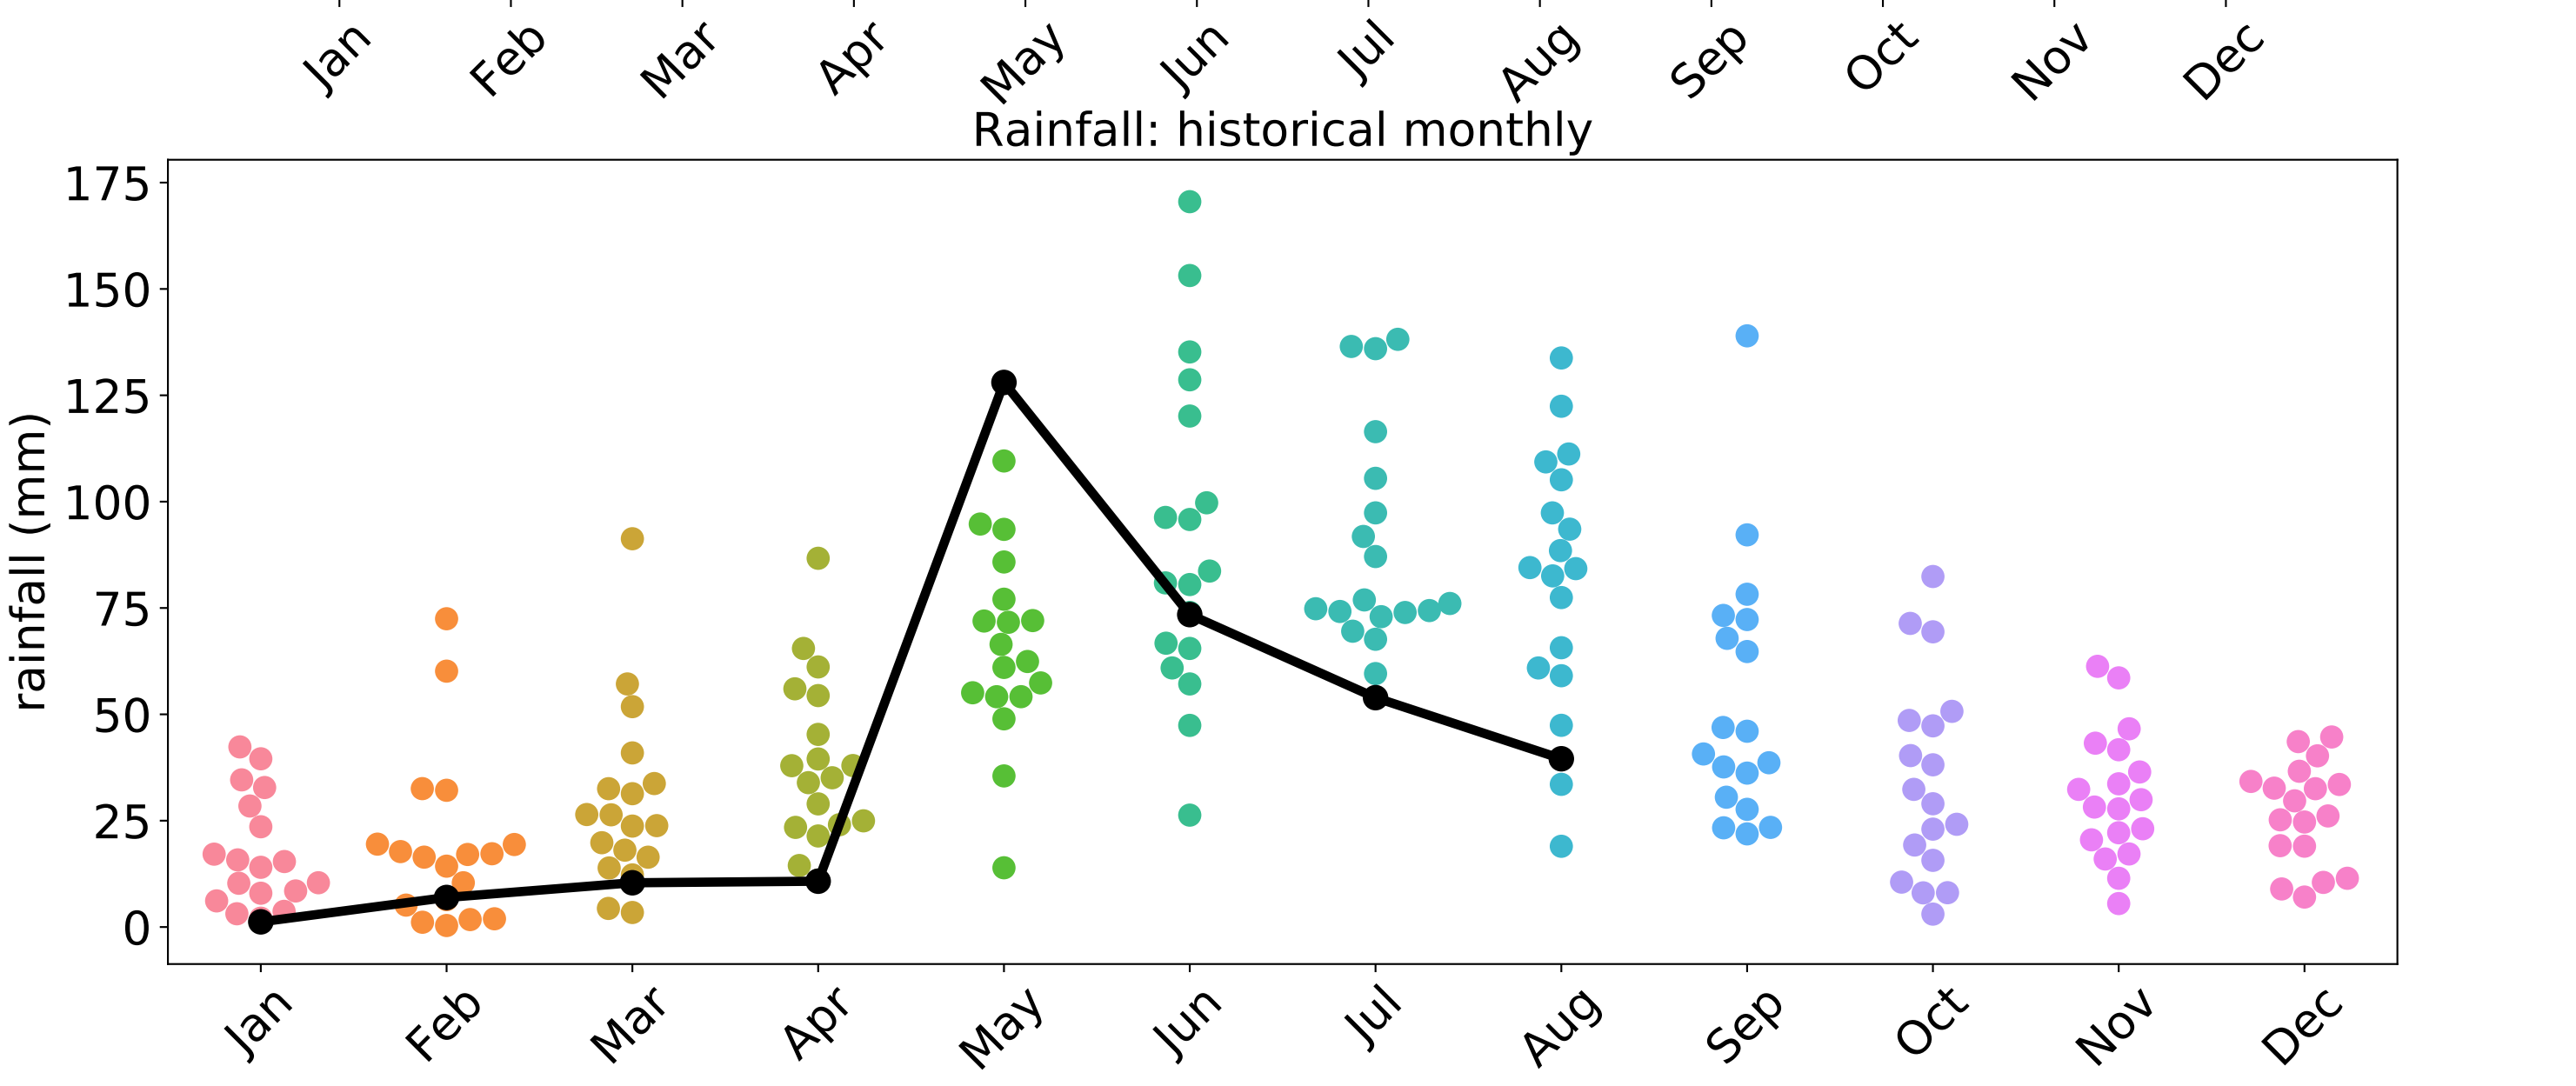 Jan Feb Mar Apr May Jun Jul Aug Sep Oct Nov Dec
Rainfall: historical monthly
rainfall (mm)
175
150
125
100
75
50
25
0
Jan Feb Mar Apr May Jun Jul Aug Sep Oct Nov Dec